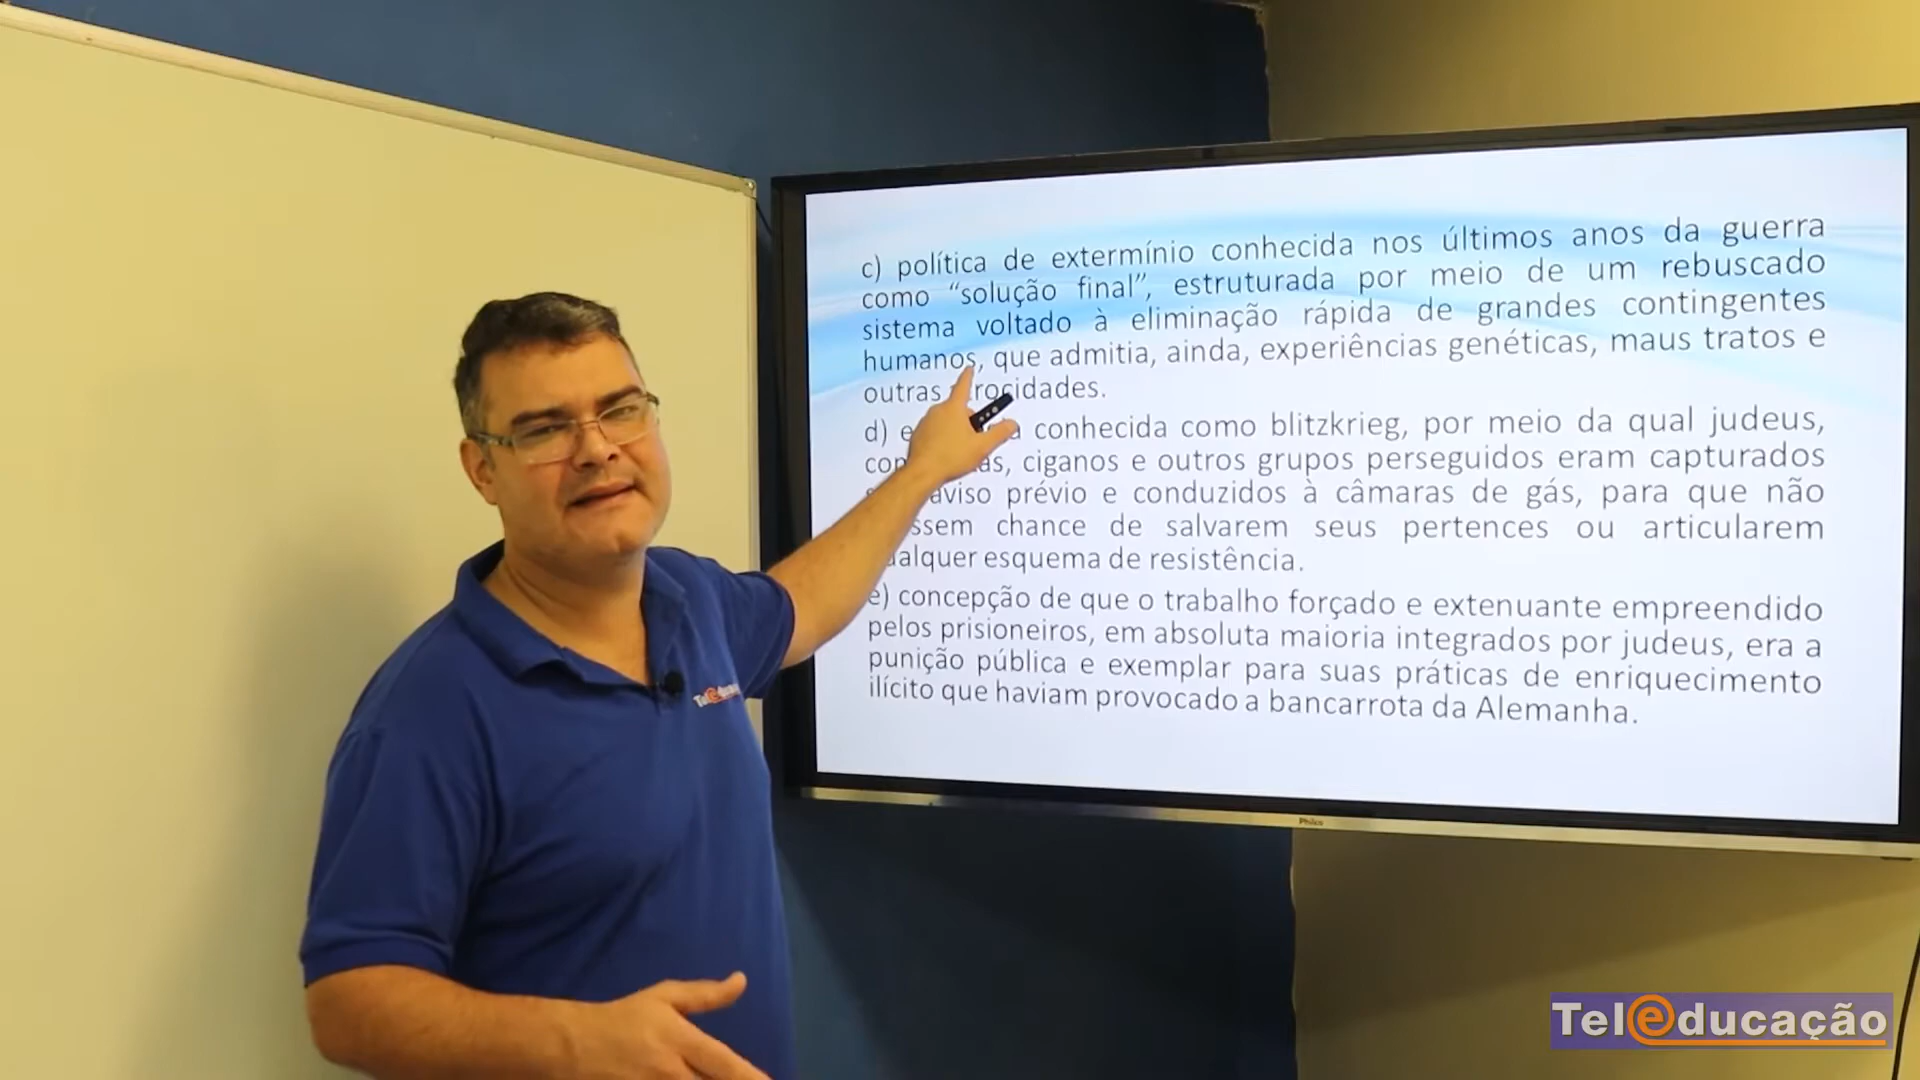 c) política de extermínio conhecida nos últimos anos da guerra
como “solução final”, estruturada por meio de um rebuscado
sistema voltado à eliminação rápida de grandes contingentes
humanos, que admitia, ainda, experiências genéticas, maus tratos e
outras
d) conhecida como blitzkrieg, por meio da qual judeus,
ciganos e outros grupos perseguidos eram capturados
aviso prévio e conduzidos à câmaras de gás, para que não
chance de salvarem seus pertences ou articularem
esquema de resistência.
e) concepção de que o trabalho forçado e extenuante empreendido
pelos prisioneiros, em absoluta maioria integrados por judeus, era a
punição pública e exemplar para suas práticas de enriquecimento
ilícito que haviam provocado a bancarrota da Alemanha.
Philco
Teleducação